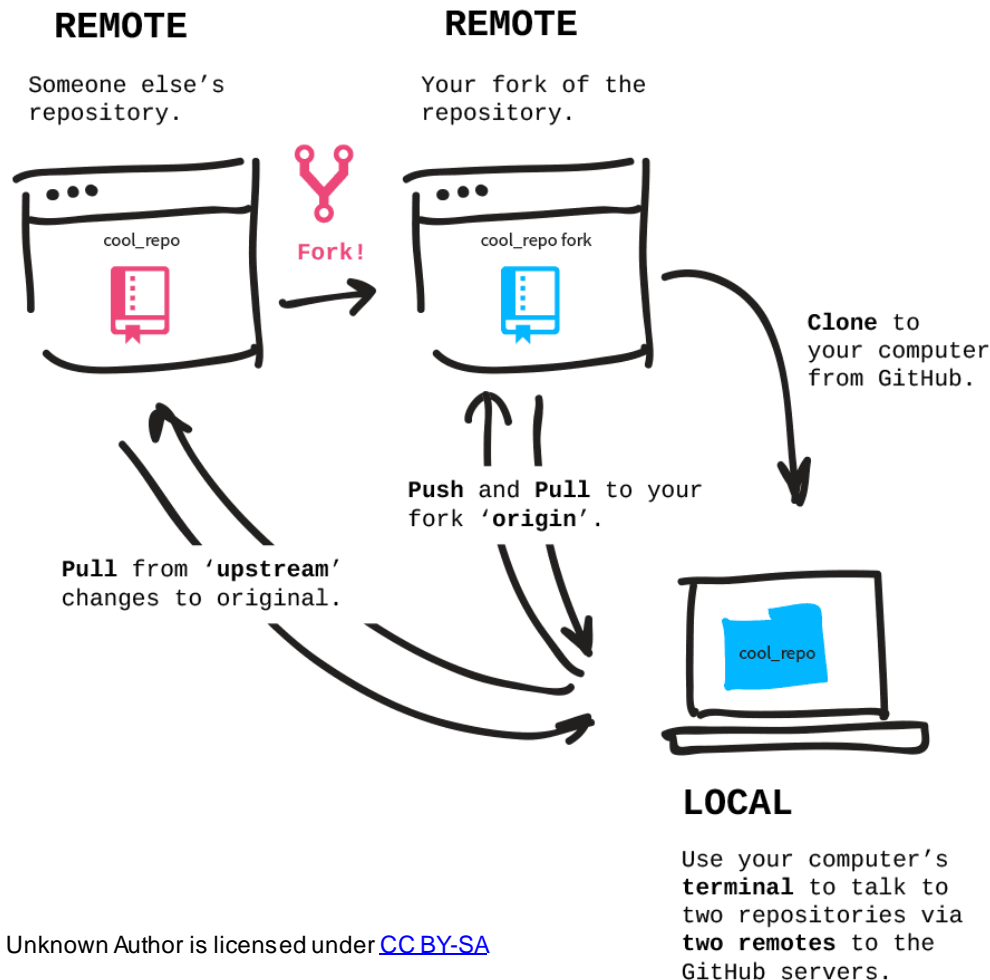 REMOTE
Someone else’s
repository.
REMOTE
Your fork of the
repository.
cool_repo
Fork!
cool_repo fork
Clone to
your computer
from GitHub.
Push and Pull to your
fork ‘origin’.
Pull from ‘upstream’
changes to original.
cool_repo
LOCAL
Use your computer’s
terminal to talk to
two repositories via
two remotes to the
GitHub servers.
Unknown Author is licensed under CC BY-SA